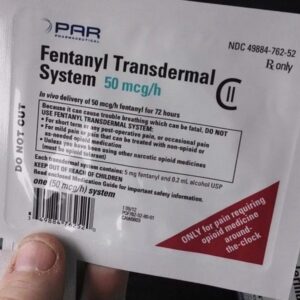 PAR
PHARMACEUTICAL
NDC 49884-762-52
Rx only
Fentanyl Transdermal
System 50 mcg/h
CII
In vivo delivery of 50 mcg/h fentanyl for 72 hours
Because it can cause trouble breathing which can be fatal, DO NOT
USE FENTANYL TRANSDERMAL SYSTEM:
• For short term or any post-operative pain, or occasional pain
• For mild pain or pain that can be treated with non-opioid or
as-needed opioid medication
• Unless you have been using other narcotic opioid medicines
(must be opioid tolerant)
Each transdermal system contains: 5 mg fentanyl and 0.2 mL alcohol USP
KEEP OUT OF REACH OF CHILDREN
Read enclosed Medication Guide for important safety information.
one (50 mcg/h) system
DO NOT CUT
ONLY for pain requiring
opioid medicine
around-
the-clock